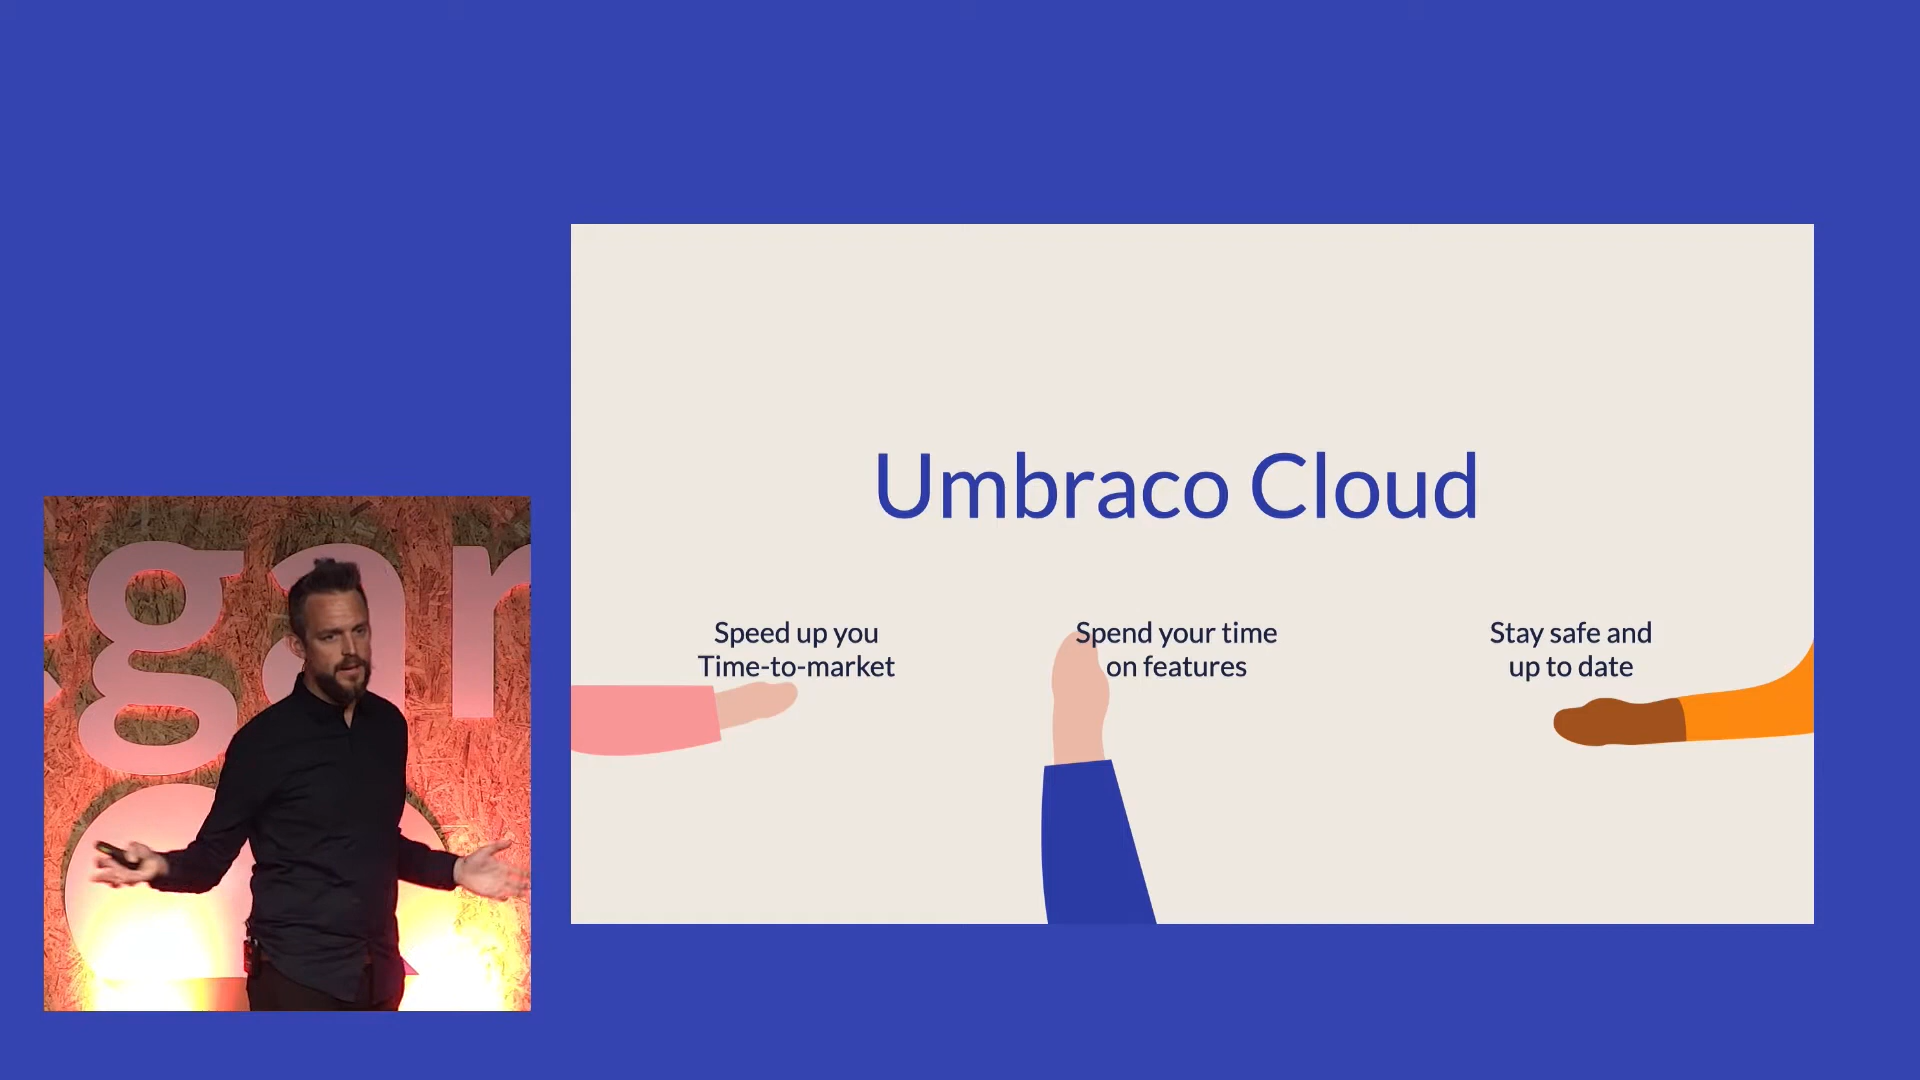 Umbraco Cloud
Speed up you
Time-to-market
Spend your time
on features
Stay safe and
up to date
gar